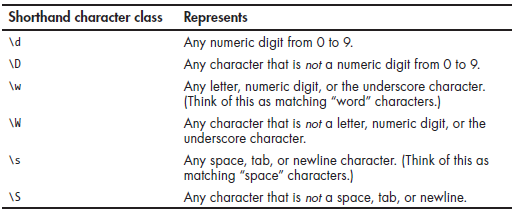 Shorthand character class Represents
\d Any numeric digit from 0 to 9.
\D Any character that is not a numeric digit from 0 to 9.
\w Any letter, numeric digit, or the underscore character.
(Think of this as matching “word” characters.)
\W Any character that is not a letter, numeric digit, or the
underscore character.
\s Any space, tab, or newline character. (Think of this as
matching “space” characters.)
\S Any character that is not a space, tab, or newline.